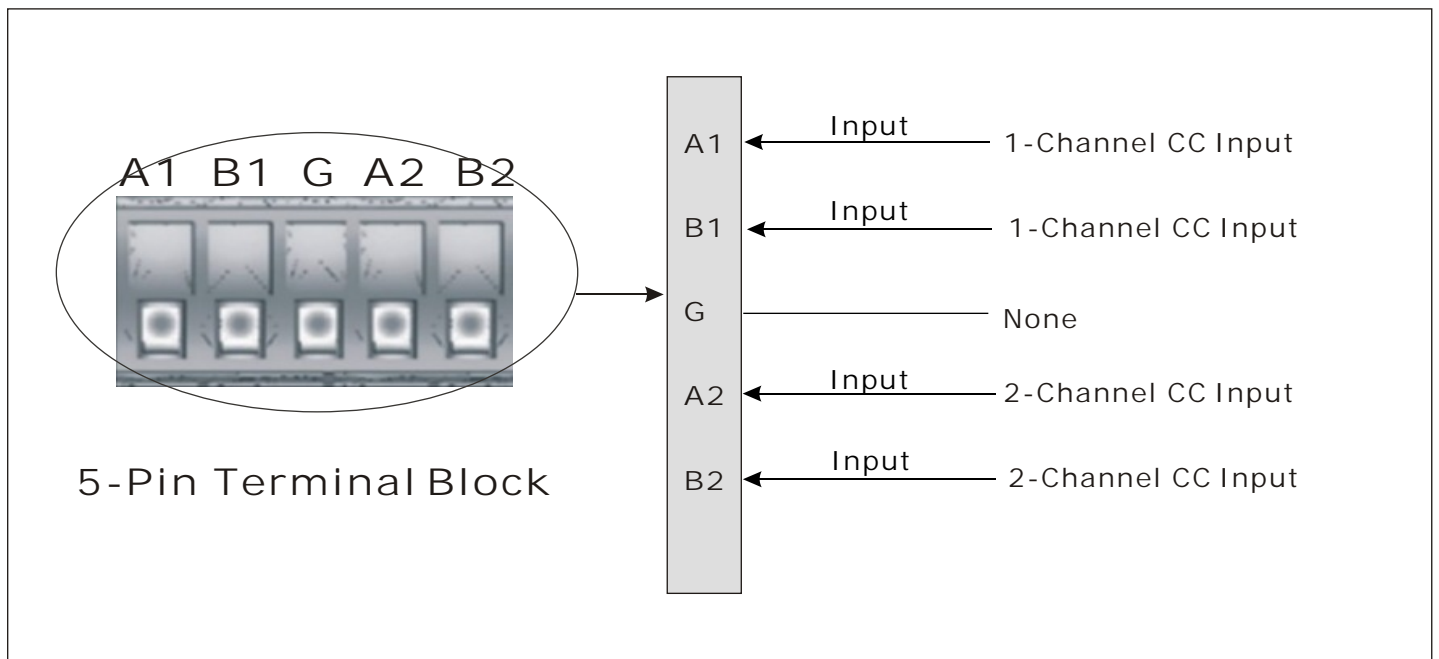 A1 B1 G A2 B2
5-Pin Terminal Block
A1 Input 1-Channel CC Input
B1 Input 1-Channel CC Input
G None
A2 Input 2-Channel CC Input
B2 Input 2-Channel CC Input